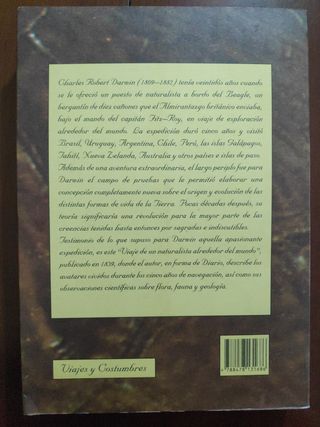 Charles Robert Darwin (1809-1882) tenía veintidós años cuando
se le ofreció un puesto de naturalista a bordo del Beagle, un
bergantín de diez cañones que el Almirantazgo británico enviaba,
bajo el mando del capitán Fitz-Roy, en viaje de exploración
alrededor del mundo. La expedición duró cinco años y visitó
Brasil, Uruguay, Argentina, Chile, Perú, las islas Galápagos,
Tahití, Nueva Zelanda, Australia y otros países e islas de paso.
Además de una aventura extraordinaria, el largo periplo fue para
Darwin el campo de pruebas que le permitió elaborar una
concepción completamente nueva sobre el origen y evolución de las
distintas formas de vida de la Tierra. Pocas décadas después, su
teoría significaría una revolución para la mayor parte de las
creencias tenidas hasta entonces por sagradas e indiscutibles.
Testimonio de lo que supuso para Darwin aquella apasionante
expedición, es este "Viaje de un naturalista alrededor del mundo",
publicado en 1839, donde el autor, en forma de Diario, describe los
avatares vividos durante los cinco años de navegación, así como sus
observaciones científicas sobre flora, fauna y geología.
Viajes y Costumbres
9 788478 131686